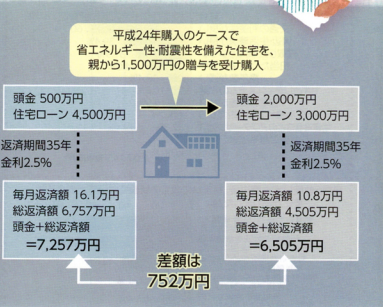 平成24年購入のケースで
省エネルギー性・耐震性を備えた住宅を、
親から1,500万円の贈与を受け購入
頭金 500万円
住宅ローン 4,500万円
頭金 2,000万円
住宅ローン 3,000万円
返済期間35年
金利2.5%
返済期間35年
金利2.5%
毎月返済額 16.1万円
総返済額 6,757万円
頭金+総返済額
=7,257万円
毎月返済額 10.8万円
総返済額 4,505万円
頭金+総返済額
=6,505万円
差額は
752万円